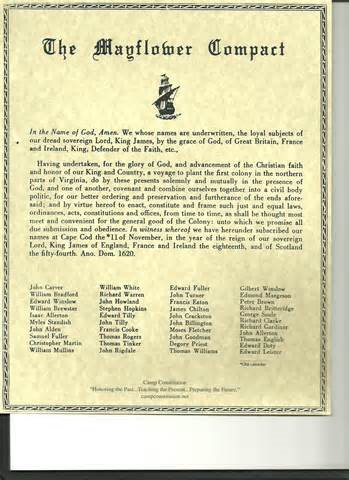 The Mayflower Compact
In the Name of God, Amen. We whose names are underwritten, the loyal subjects of
our dread sovereign Lord, King James, by the grace of God, of Great Britain, France
and Ireland, King, Defender of the Faith, etc.,
Having undertaken, for the glory of God, and advancement of the Christian faith
and honor of our King and Country, a voyage to plant the first colony in the northern
parts of Virginia, do by these presents solemnly and mutually in the presence of
God, and one of another, covenant and combine ourselves together into a civil body
politic, for our better ordering and preservation and furtherance of the ends afore-
said; and by virtue hereof to enact, constitute and frame such just and equal laws,
ordinances, acts, constitutions and offices, from time to time, as shall be thought most
meet and convenient for the general good of the Colony: unto which we promise all
due submission and obedience. In witness whereof we have hereunder subscribed our
names at Cape Cod the *11 of November, in the year of the reign of our sovereign
Lord, King James of England, France and Ireland the eighteenth, and of Scotland
the fifty-fourth. Ano. Dom. 1620.
John Carver William White Edward Fuller Gilbert Winslow
William Bradford Richard Warren John Turner Edmund Margeson
Edward Winslow John Howland Francis Eaton Peter Brown
William Brewster Stephen Hopkins James Chilton Richard Britteridge
Isaac Allerton Edward Tilly John Crackston George Soule
Myles Standish John Tilly John Billington Richard Clarke
John Alden Francis Cooke Moses Fletcher Richard Gardiner
Samuel Fuller Thomas Rogers John Goodman John Allerton
Christopher Martin Thomas Tinker Degory Priest Thomas English
William Mullins John Rigdale Thomas Williams Edward Doty
Edward Leister
*Old calendar
Camp Constitution
"Honoring the Past...Teaching the Present...Preparing the Future."
campconstitution.net